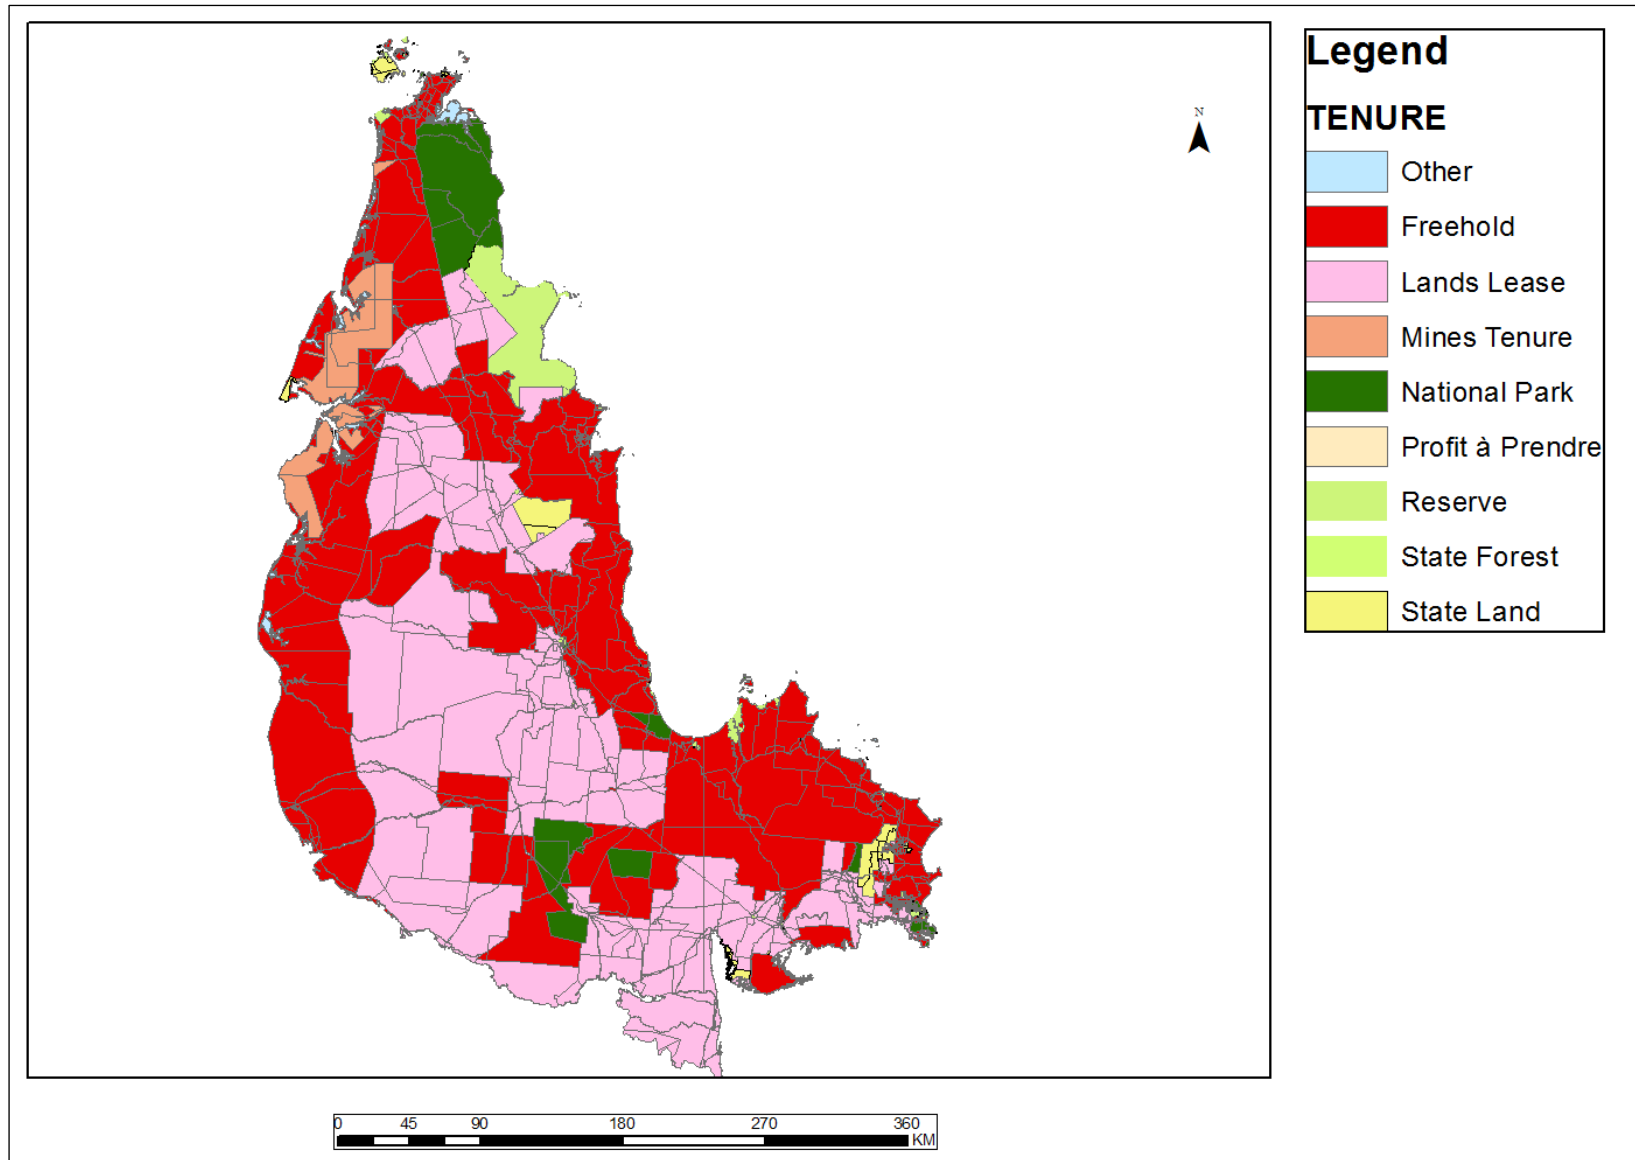 N
Legend
TENURE
Other
Freehold
Lands Lease
Mines Tenure
National Park
Profit à Prendre
Reserve
State Forest
State Land
0 45 90 180 270 360
KM